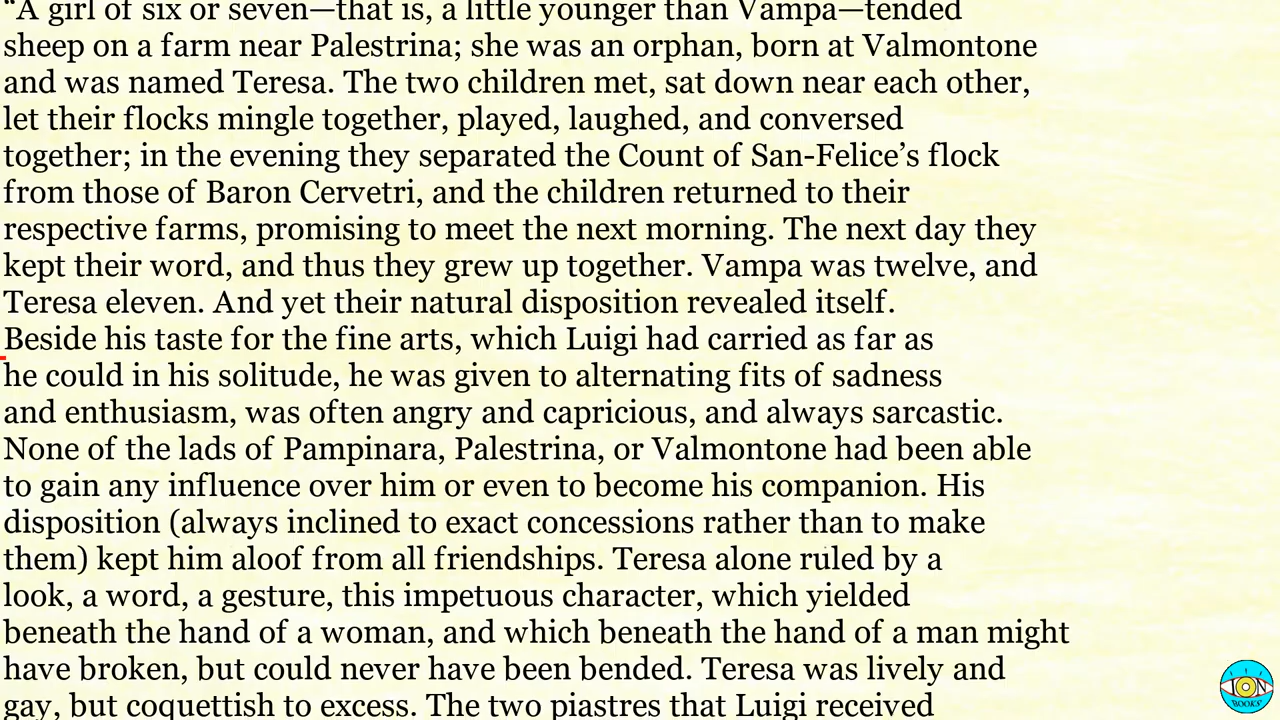 “A girl of six or seven—that is, a little younger than Vampa—tended
sheep on a farm near Palestrina; she was an orphan, born at Valmontone
and was named Teresa. The two children met, sat down near each other,
let their flocks mingle together, played, laughed, and conversed
together; in the evening they separated the Count of San-Felice’s flock
from those of Baron Cervetri, and the children returned to their
respective farms, promising to meet the next morning. The next day they
kept their word, and thus they grew up together. Vampa was twelve, and
Teresa eleven. And yet their natural disposition revealed itself.
Beside his taste for the fine arts, which Luigi had carried as far as
he could in his solitude, he was given to alternating fits of sadness
and enthusiasm, was often angry and capricious, and always sarcastic.
None of the lads of Pampinara, Palestrina, or Valmontone had been able
to gain any influence over him or even to become his companion. His
disposition (always inclined to exact concessions rather than to make
them) kept him aloof from all friendships. Teresa alone ruled by a
look, a word, a gesture, this impetuous character, which yielded
beneath the hand of a woman, and which beneath the hand of a man might
have broken, but could never have been bended. Teresa was lively and
gay, but coquettish to excess. The two piastres that Luigi received
ION
BOOKS